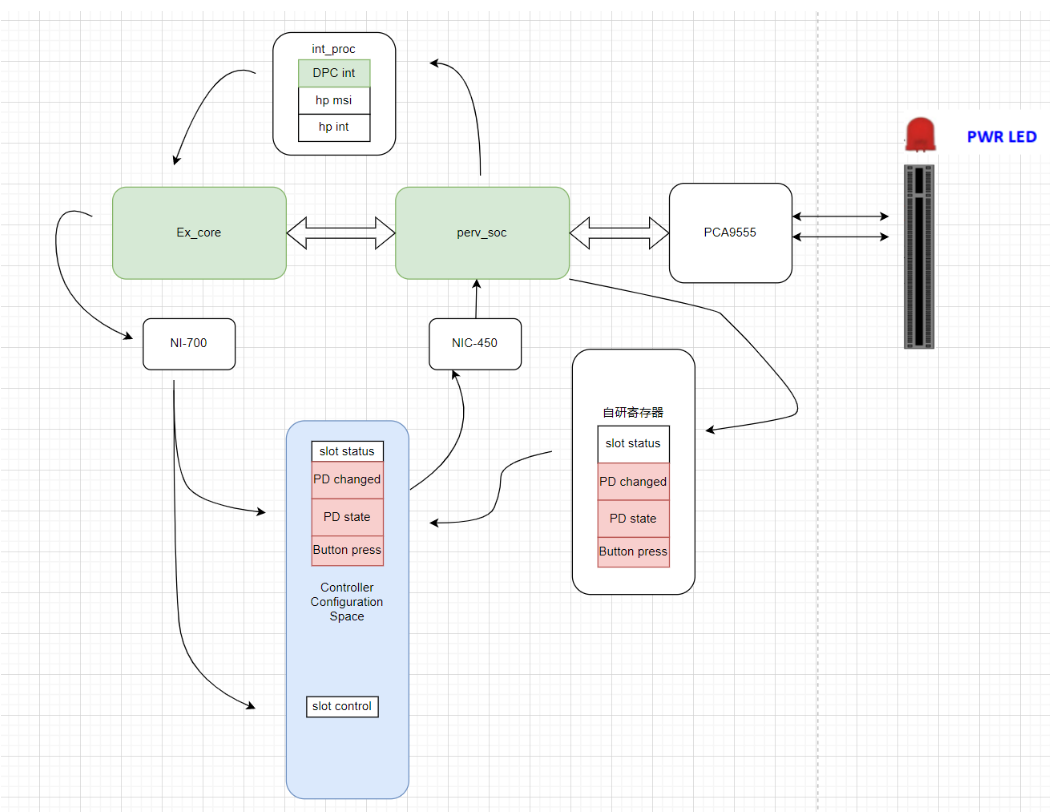 int_proc
DPC int
hp msi
hp int
PWR LED
Ex_core
perv_soc
PCA9555
NI-700
NIC-450
自研寄存器
slot status
PD changed
PD state
Button press
slot status
PD changed
PD state
Button press
Controller
Configuration
Space
slot control